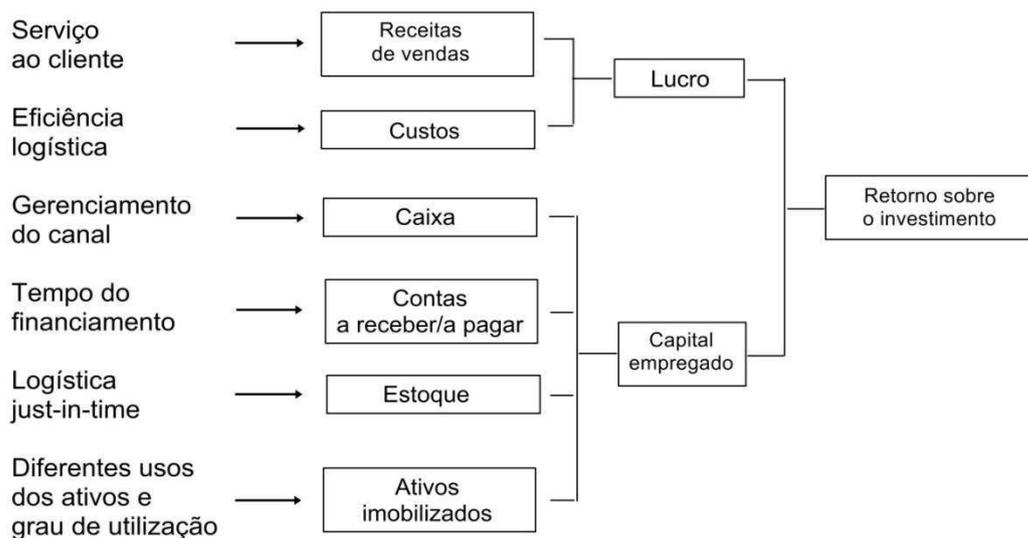 Serviço
ao cliente
Receitas
de vendas
Lucro
Eficiência
logística
Custos
Gerenciamento
do canal
Caixa
Retorno sobre
o investimento
Tempo do
financiamento
Contas
a receber/a pagar
Capital
empregado
Logística
just-in-time
Estoque
Diferentes usos
dos ativos e
grau de utilização
Ativos
imobilizados